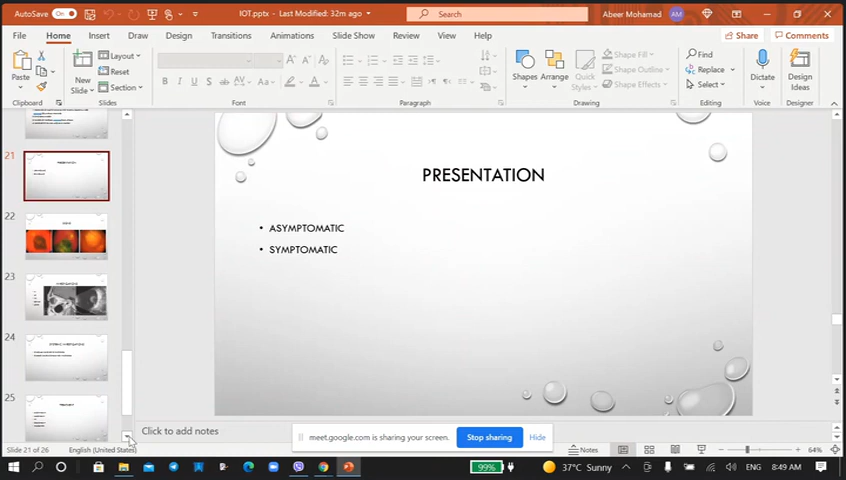 AutoSave On IOT.pptx - Last Modified: 32m ago Search Abeer Mohamad AM
File Home Insert Draw Design Transitions Animations Slide Show Review View Help Share Comments
Paste New Slide Layout Reset Section Shapes Arrange Quick Styles Shape Fill Shape Outline Shape Effects Find Replace Select Dictate Design Ideas
Clipboard Slides Font Paragraph Drawing Editing Voice Designer
21
PRESENTATION
22
23
24
25
PRESENTATION
• ASYMPTOMATIC
• SYMPTOMATIC
Click to add notes
meet.google.com is sharing your screen. Stop sharing Hide
Slide 21 of 26 English (United States) Notes 64%
99% 37°C Sunny ENG 8:49 AM